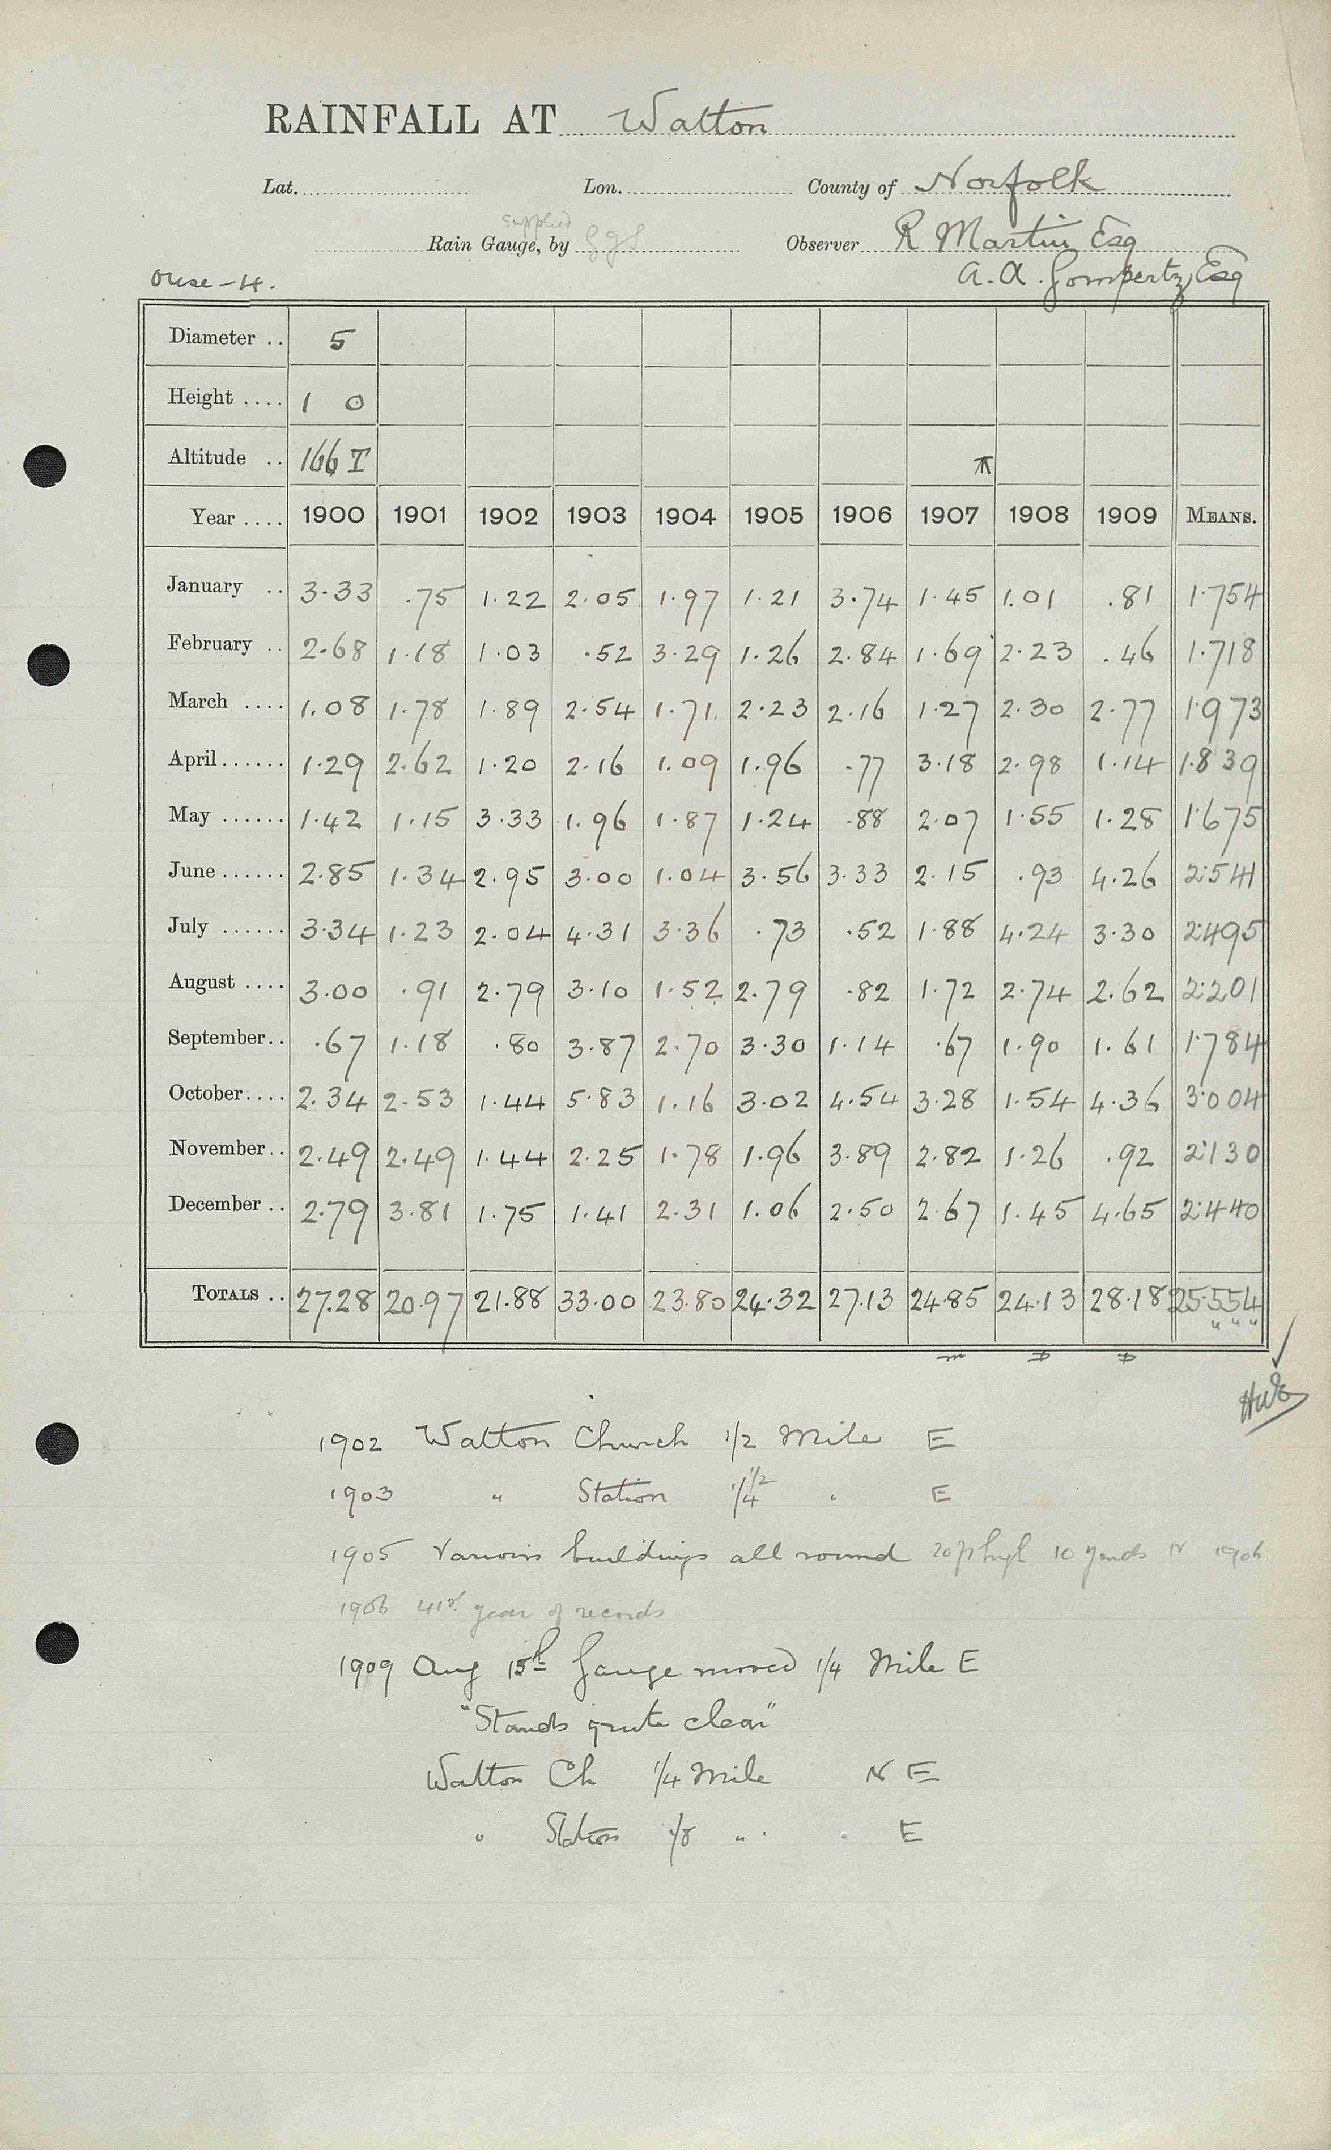 RAINFALL AT Watton
Lat. Lon. County of Norfolk
supplied
Rain Gauge, by Observer R Martin Esq
Ouse - 4. A. A. Gompertz Esq
Diameter .. 5
Height .... 1 0
Altitude .. 166 T
Year .... 1900 1901 1902 1903 1904 1905 1906 1907 1908 1909 MEANS.
January .. 3.33 .75 1.22 2.05 1.97 1.21 3.74 1.45 1.01 .81 1.754
February .. 2.68 1.18 1.03 .52 3.29 1.26 2.84 1.69 2.23 .46 1.718
March .... 1.08 1.78 1.89 2.54 1.71 2.23 2.16 1.27 2.30 2.77 1.973
April ...... 1.29 2.62 1.20 2.16 1.09 1.96 .77 3.18 2.98 1.14 1.839
May ...... 1.42 1.15 3.33 1.96 1.87 1.24 .88 2.07 1.55 1.28 1.675
June ...... 2.85 1.34 2.95 3.00 1.04 3.56 3.33 2.15 .93 4.26 2.541
July ...... 3.34 1.23 2.04 4.31 3.36 .73 .52 1.88 4.24 3.30 2.495
August .... 3.00 .91 2.79 3.10 1.52 2.79 .82 1.72 2.74 2.62 2.201
September.. .67 1.18 .80 3.87 2.70 3.30 1.14 .67 1.90 1.61 1.784
October.... 2.34 2.53 1.44 5.83 1.16 3.02 4.54 3.28 1.54 4.36 3.004
November.. 2.49 2.49 1.44 2.25 1.78 1.96 3.89 2.82 1.26 .92 2.130
December .. 2.79 3.81 1.75 1.41 2.31 1.06 2.50 2.67 1.45 4.65 2.440
TOTALS .. 27.28 20.97 21.88 33.00 23.80 24.32 27.13 24.85 24.13 28.18 25.554
" " "
1902 Watton Church 1/2 Mile E
1903 " Station 1/4 " E
1905 Various buildings all round 20 ft high 10 yards 1906
1906 41st year of records
1909 Aug 15th Gauge moved 1/4 Mile E
"Stands quite clear"
Watton Ch 1/4 Mile N E
" Station 1/8 " E